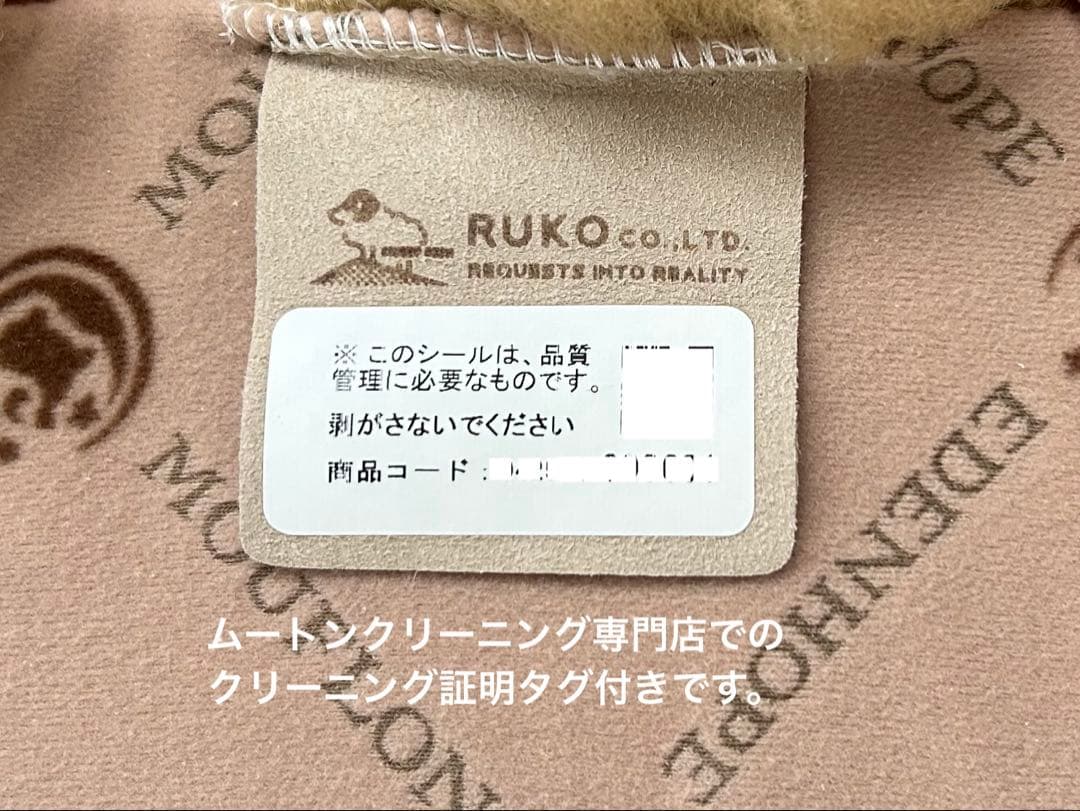 HOPE
RUKO CO.,LTD.
REQUESTS INTO REALITY
※ このシールは、品質
管理に必要なものです。
剥がさないでください
商品コード:
EDENHOPE
ムートンクリーニング専門店での
クリーニング証明タグ付きです。